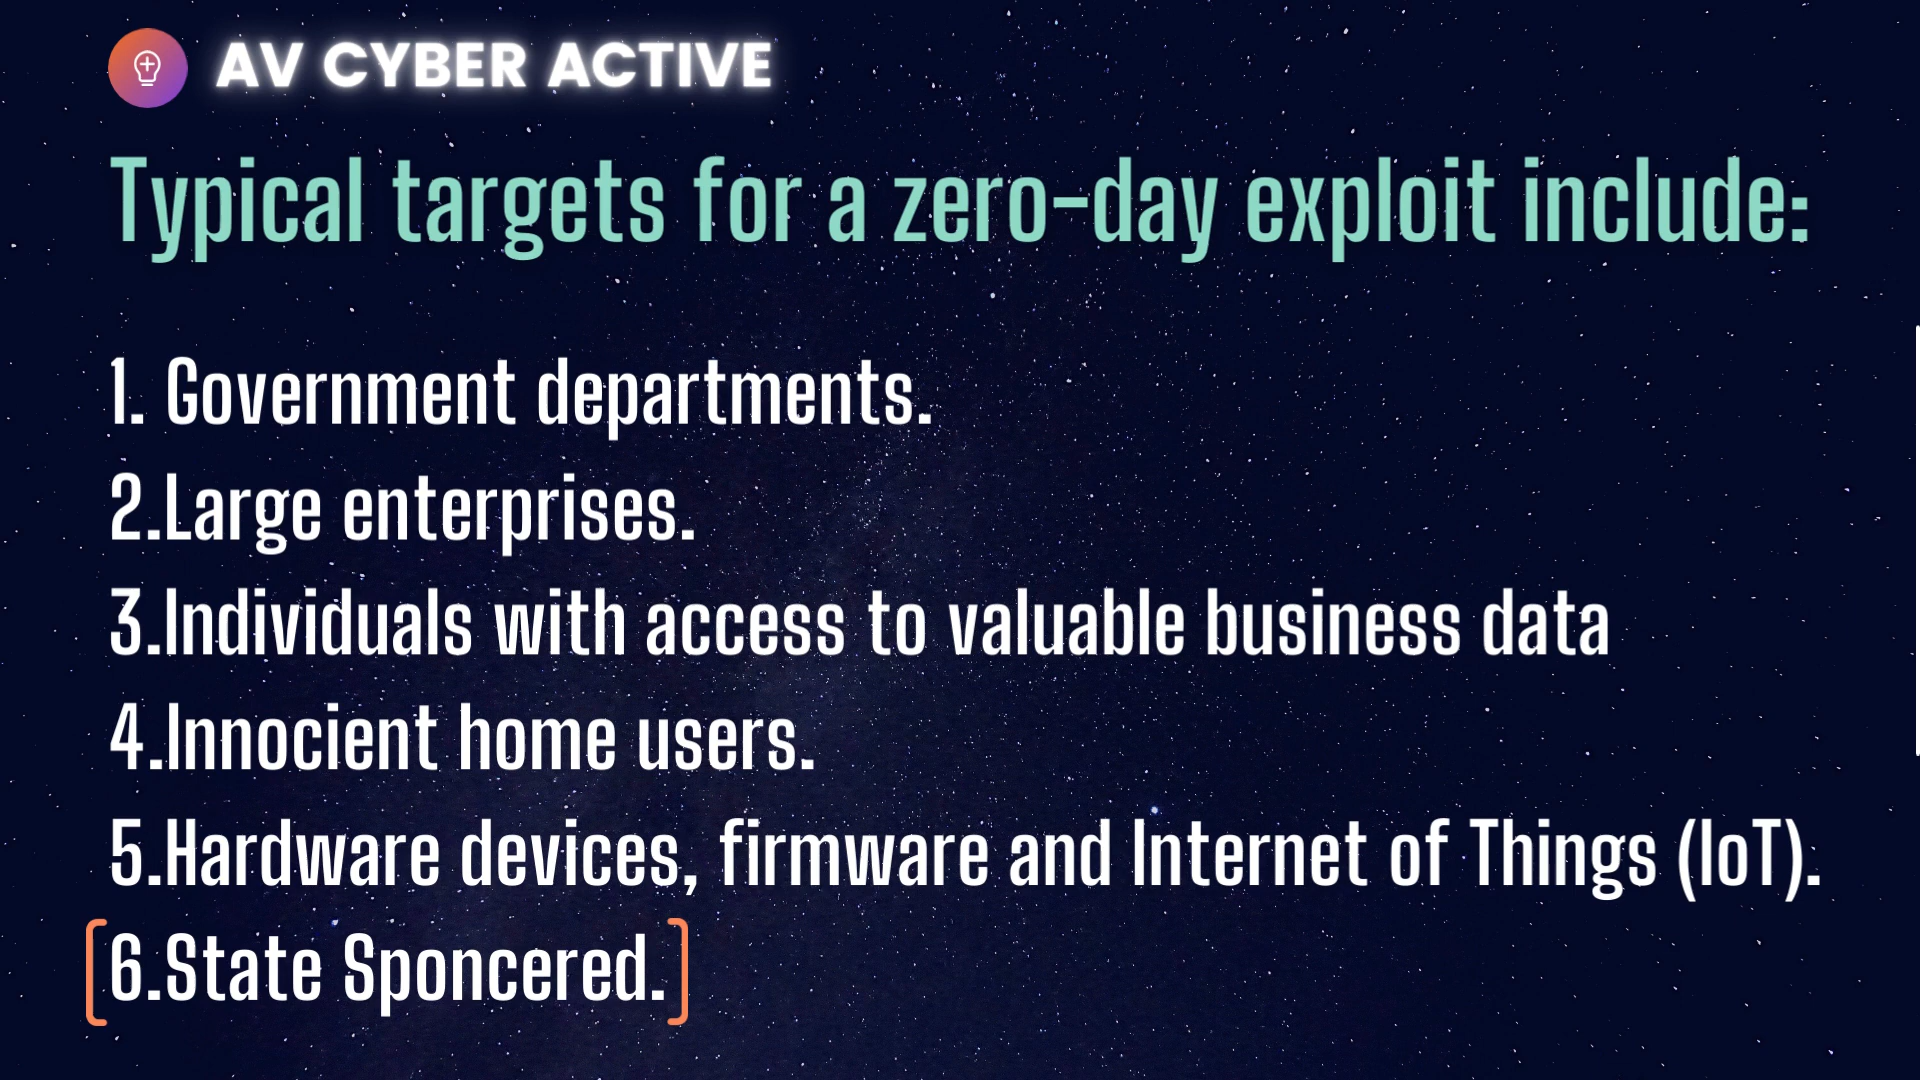 AV CYBER ACTIVE
Typical targets for a zero-day exploit include:
1. Government departments.
2.Large enterprises.
3.Individuals with access to valuable business data
4.Innocient home users.
5.Hardware devices, firmware and Internet of Things (IoT).
6.State Sponcered.